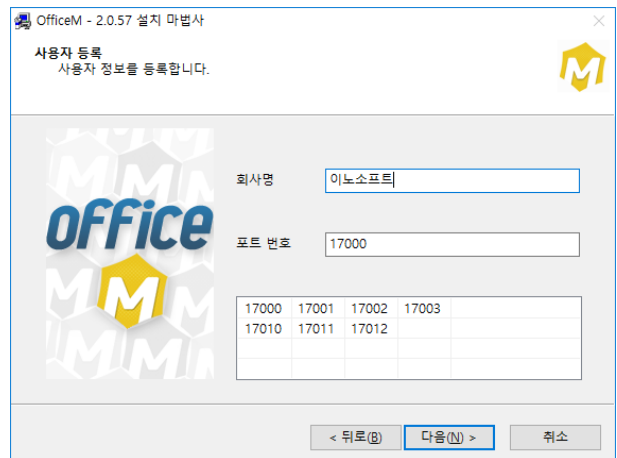 OfficeM - 2.0.57 설치 마법사
사용자 등록
사용자 정보를 등록합니다.
M
office
M
회사명 이노소프트
포트 번호 17000
17000 17001 17002 17003
17010 17011 17012
< 뒤로(B) 다음(N) > 취소